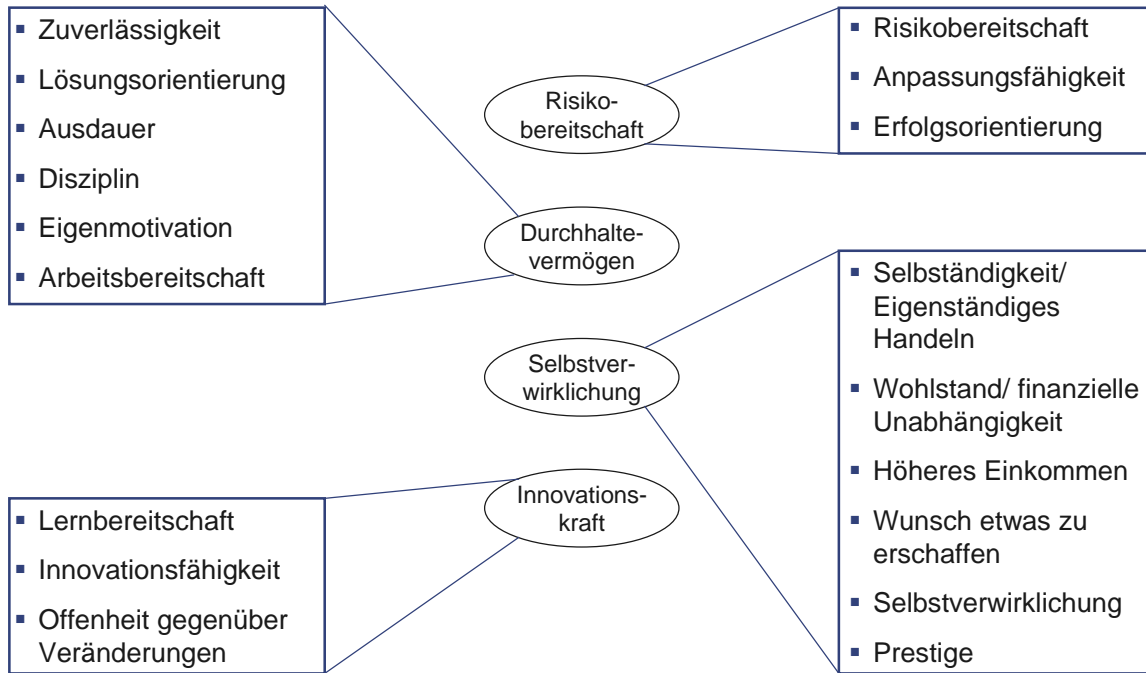 ▪ Zuverlässigkeit
▪ Lösungsorientierung
▪ Ausdauer
▪ Disziplin
▪ Eigenmotivation
▪ Arbeitsbereitschaft
Risiko-
bereitschaft
▪ Risikobereitschaft
▪ Anpassungsfähigkeit
▪ Erfolgsorientierung
Durchhalte-
vermögen
Selbstver-
wirklichung
▪ Selbständigkeit/
Eigenständiges
Handeln
▪ Wohlstand/ finanzielle
Unabhängigkeit
▪ Höheres Einkommen
▪ Wunsch etwas zu
erschaffen
▪ Selbstverwirklichung
▪ Prestige
Innovations-
kraft
▪ Lernbereitschaft
▪ Innovationsfähigkeit
▪ Offenheit gegenüber
Veränderungen